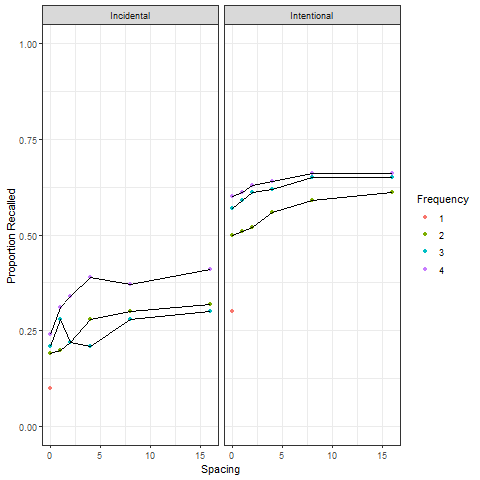 Incidental
Intentional
1.00
0.75
0.50
0.25
0.00
Proportion Recalled
0 5 10 15
0 5 10 15
Spacing
Frequency
1
2
3
4